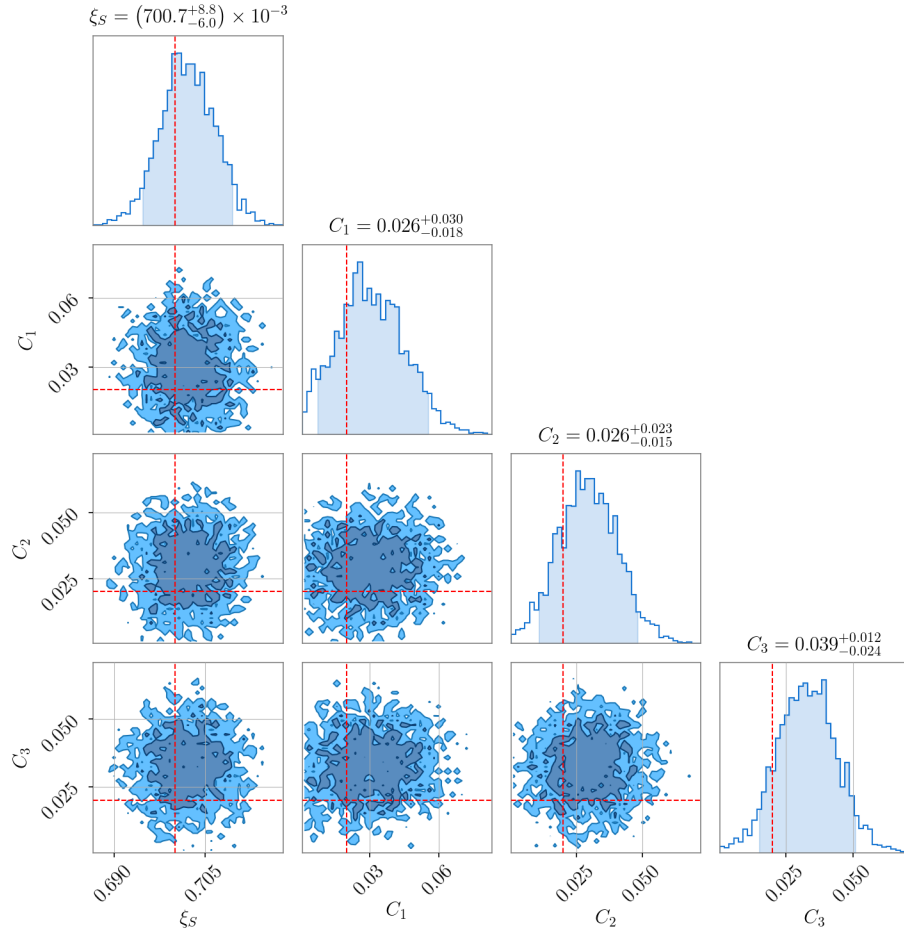 ξ_S = (700.7^{+8.8}_{-6.0}) × 10^{-3}
C_1 = 0.026^{+0.030}_{-0.018}
0.06
0.03
C_1
C_2 = 0.026^{+0.023}_{-0.015}
0.050
0.025
C_2
C_3 = 0.039^{+0.012}_{-0.024}
0.050
0.025
C_3
0.690 0.705 0.03 0.06 0.025 0.050 0.025 0.050
ξ_S C_1 C_2 C_3